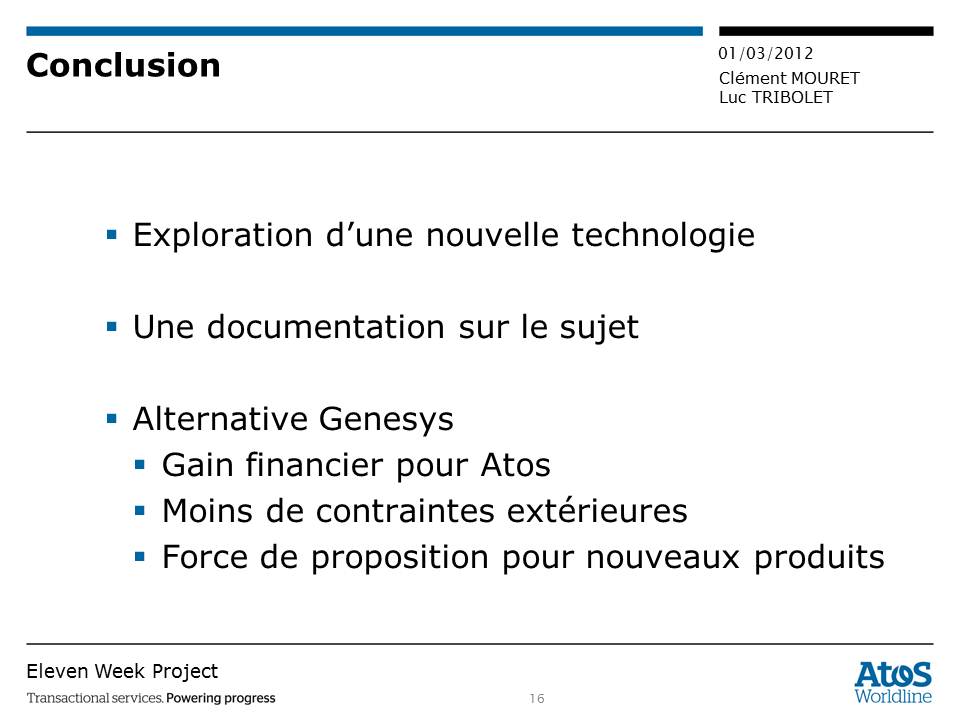 Conclusion
01/03/2012
Clément MOURET
Luc TRIBOLET
Exploration d’une nouvelle technologie
Une documentation sur le sujet
Alternative Genesys
Gain financier pour Atos
Moins de contraintes extérieures
Force de proposition pour nouveaux produits
Eleven Week Project
Transactional services. Powering progress
16
AtoS
Worldline